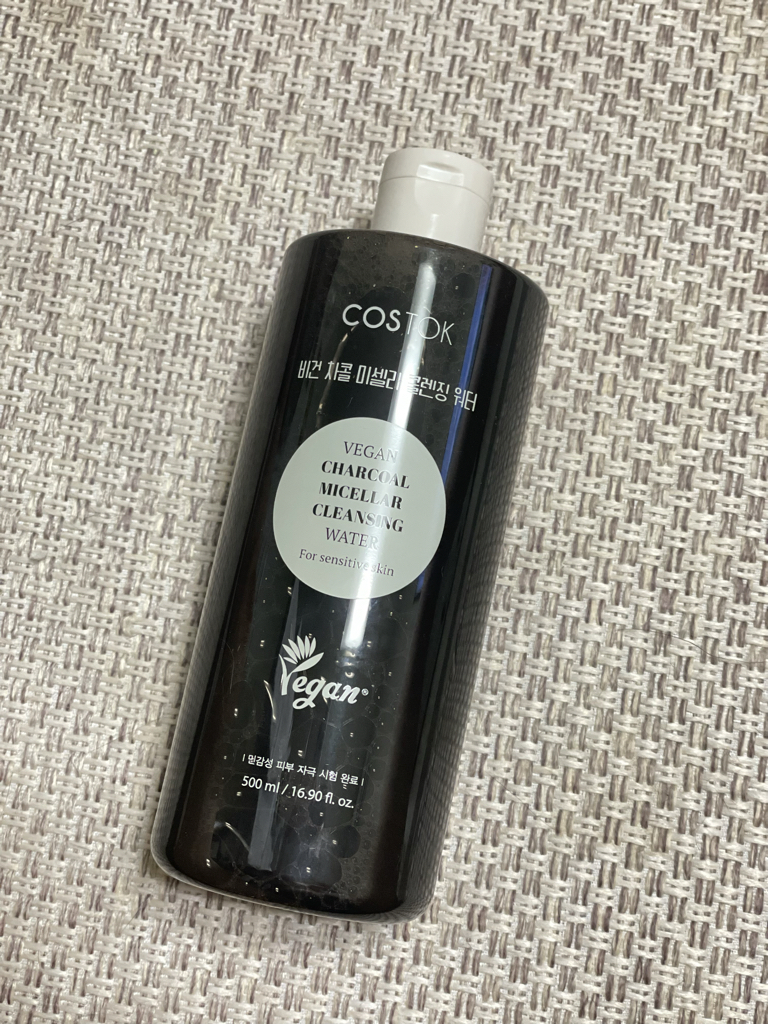 COSTOK
비건 차콜 미셀라 클렌징 워터
VEGAN
CHARCOAL
MICELLAR
CLEANSING
WATER
For sensitive skin
Vegan®
| 민감성 피부 자극 시험 완료 |
500 ml / 16.90 fl. oz.